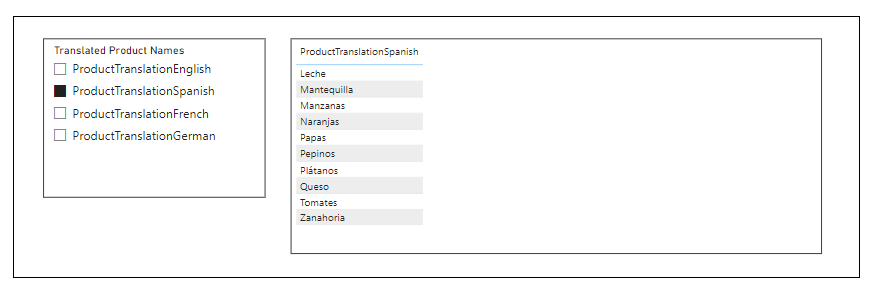 Translated Product Names
ProductTranslationEnglish
ProductTranslationSpanish
ProductTranslationFrench
ProductTranslationGerman
ProductTranslationSpanish
Leche
Mantequilla
Manzanas
Naranjas
Papas
Pepinos
Plátanos
Queso
Tomates
Zanahoria